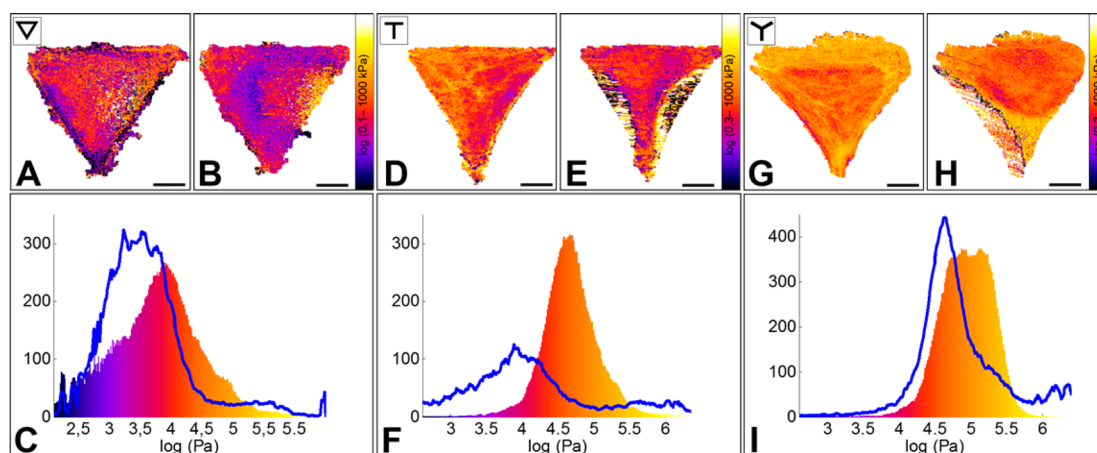 A
B
log (0.1– 1000 kPa)
D
E
log (0.3– 1000 kPa)
G
H
300
200
100
0
2,5 3 3,5 4 4,5 5 5,5 5.5
C
log (Pa)
300
200
100
0
3 3.5 4 4.5 5 5.5 6
F
log (Pa)
400
300
200
100
0
3 3.5 4 4.5 5 5.5 6
I
log (Pa)